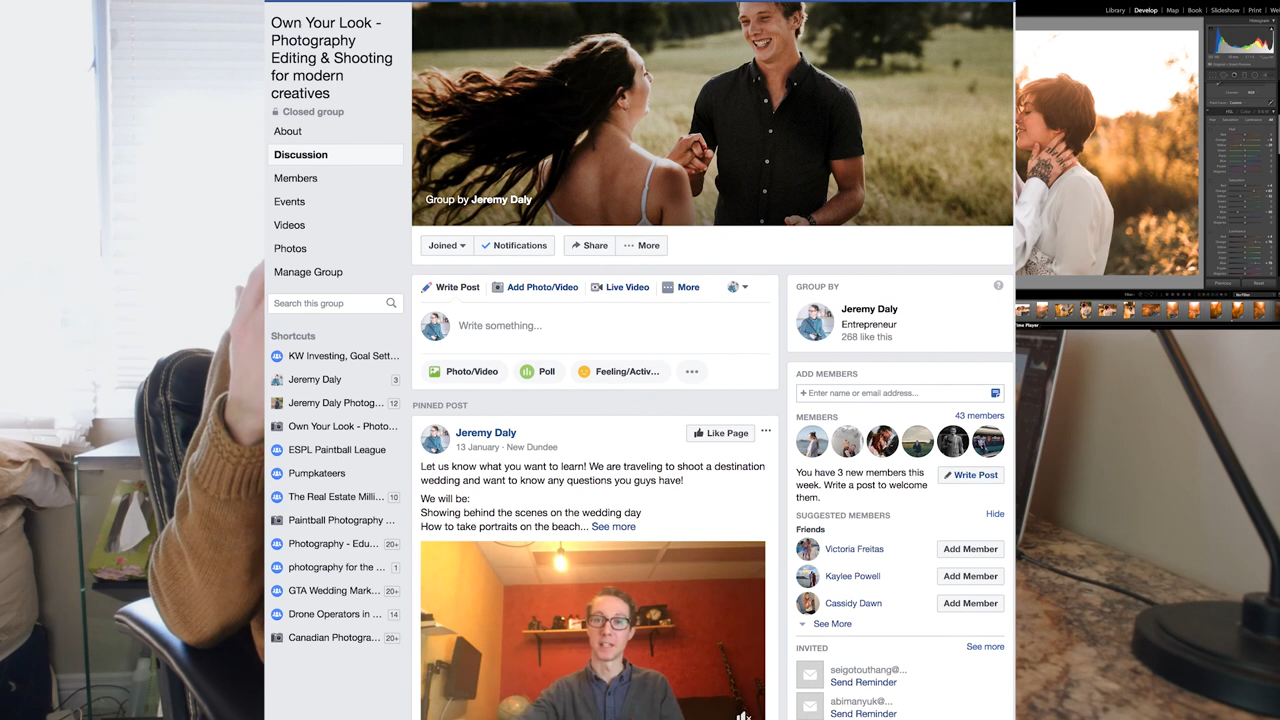 Own Your Look -
Photography
Editing & Shooting
for modern
creatives
Closed group
About
Discussion
Members
Events
Videos
Photos
Manage Group
Search this group
Shortcuts
KW Investing, Goal Sett...
Jeremy Daly 3
Jeremy Daly Photog... 12
Own Your Look - Photo...
ESPL Paintball League
Pumpkateers
The Real Estate Milli... 10
Paintball Photography ...
Photography - Edu... 20+
photography for the ... 1
GTA Wedding Mark... 20+
Drone Operators in ... 14
Canadian Photogra... 20+
Group by Jeremy Daly
Joined Notifications Share More
Write Post Add Photo/Video Live Video More
Write something...
Photo/Video Poll Feeling/Activ...
PINNED POST
Jeremy Daly
Like Page
13 January · New Dundee
Let us know what you want to learn! We are traveling to shoot a destination
wedding and want to know any questions you guys have!
We will be:
Showing behind the scenes on the wedding day
How to take portraits on the beach... See more
GROUP BY
Jeremy Daly
Entrepreneur
268 like this
ADD MEMBERS
+ Enter name or email address...
MEMBERS 43 members
You have 3 new members this
week. Write a post to welcome
them.
Write Post
SUGGESTED MEMBERS Hide
Friends
Victoria Freitas Add Member
Kaylee Powell Add Member
Cassidy Dawn Add Member
See More
INVITED See more
seigotouthang@...
Send Reminder
abimanyuk@...
Send Reminder
Library | Develop | Map | Book | Slideshow | Print |
Histogram
Previous Reset
ime Player